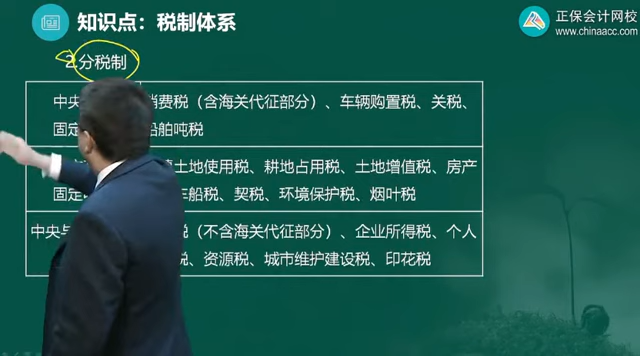 知识点：税制体系
正保会计网校
www.chinaacc.com
2.分税制
中央 消费税（含海关代征部分）、车辆购置税、关税、
固定 船舶吨税
土地使用税、耕地占用税、土地增值税、房产
固定 车船税、契税、环境保护税、烟叶税
中央与 税（不含海关代征部分）、企业所得税、个人
税、资源税、城市维护建设税、印花税